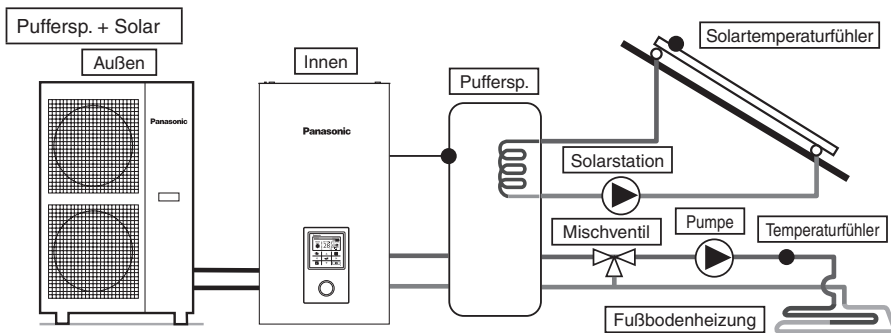 Puffersp. + Solar
Außen
Innen
Puffersp.
Solartemperaturfühler
Panasonic
Panasonic
Solarstation
Mischventil
Pumpe
Temperaturfühler
Fußbodenheizung